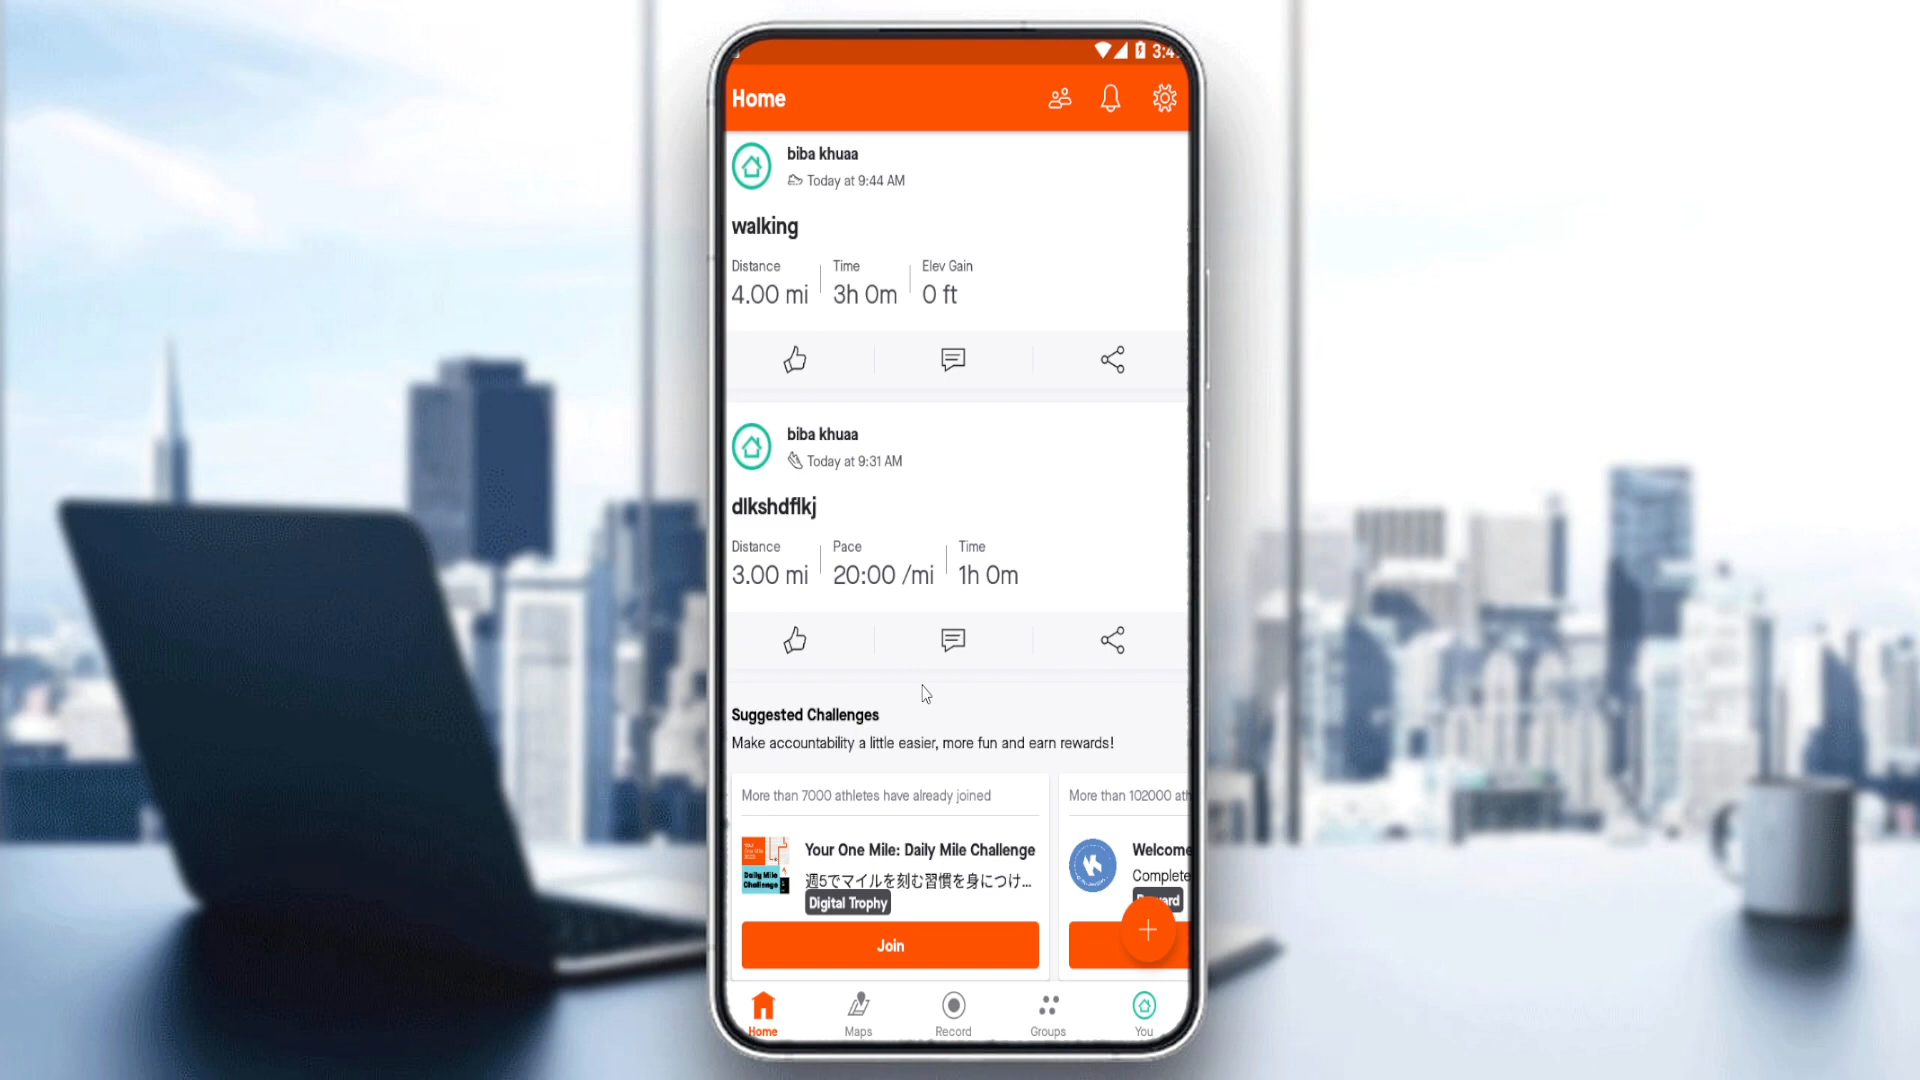 3:4
Home
biba khuaa
Today at 9:44 AM
walking
Distance Time Elev Gain
4.00 mi 3h 0m 0 ft
biba khuaa
Today at 9:31 AM
dlkshdflkj
Distance Pace Time
3.00 mi 20:00 /mi 1h 0m
Suggested Challenges
Make accountability a little easier, more fun and earn rewards!
More than 7000 athletes have already joined
More than 102000 ath
Your One Mile: Daily Mile Challenge
週5でマイルを刻む習慣を身につけ...
Digital Trophy
Daily Mile
Challenge
Join
Welcome
Complete
Home Maps Record Groups You